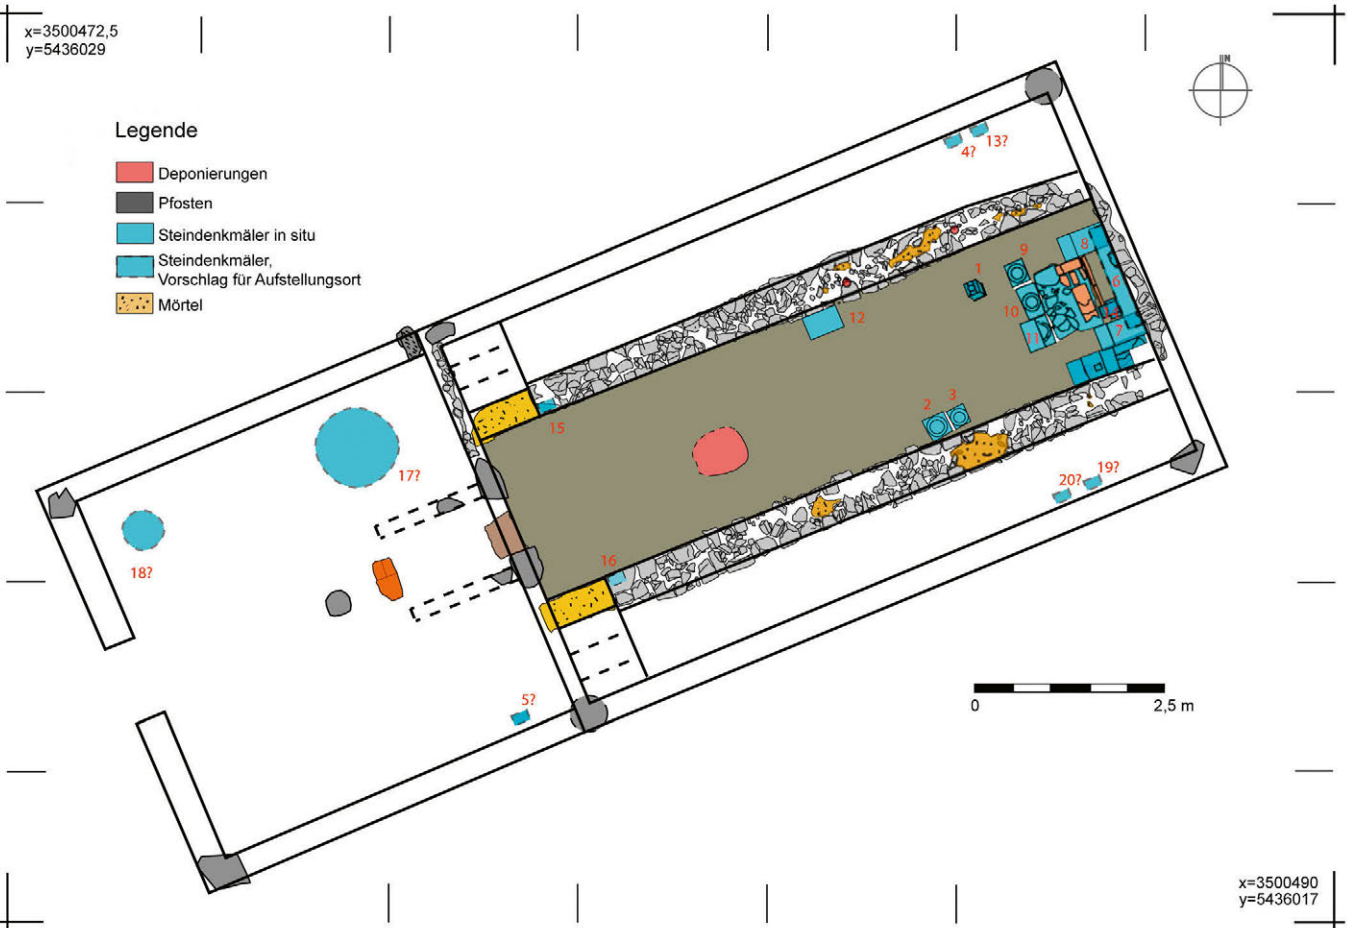 x=3500472,5
y=5436029
N
Legende
Deponierungen
Pfosten
Steindenkmäler in situ
Steindenkmäler,
Vorschlag für Aufstellungsort
Mörtel
4?
13?
1
9
8
6
10
14
7
11
12
2
3
15
17?
20?
19?
18?
16
5?
0
2,5 m
x=3500490
y=5436017